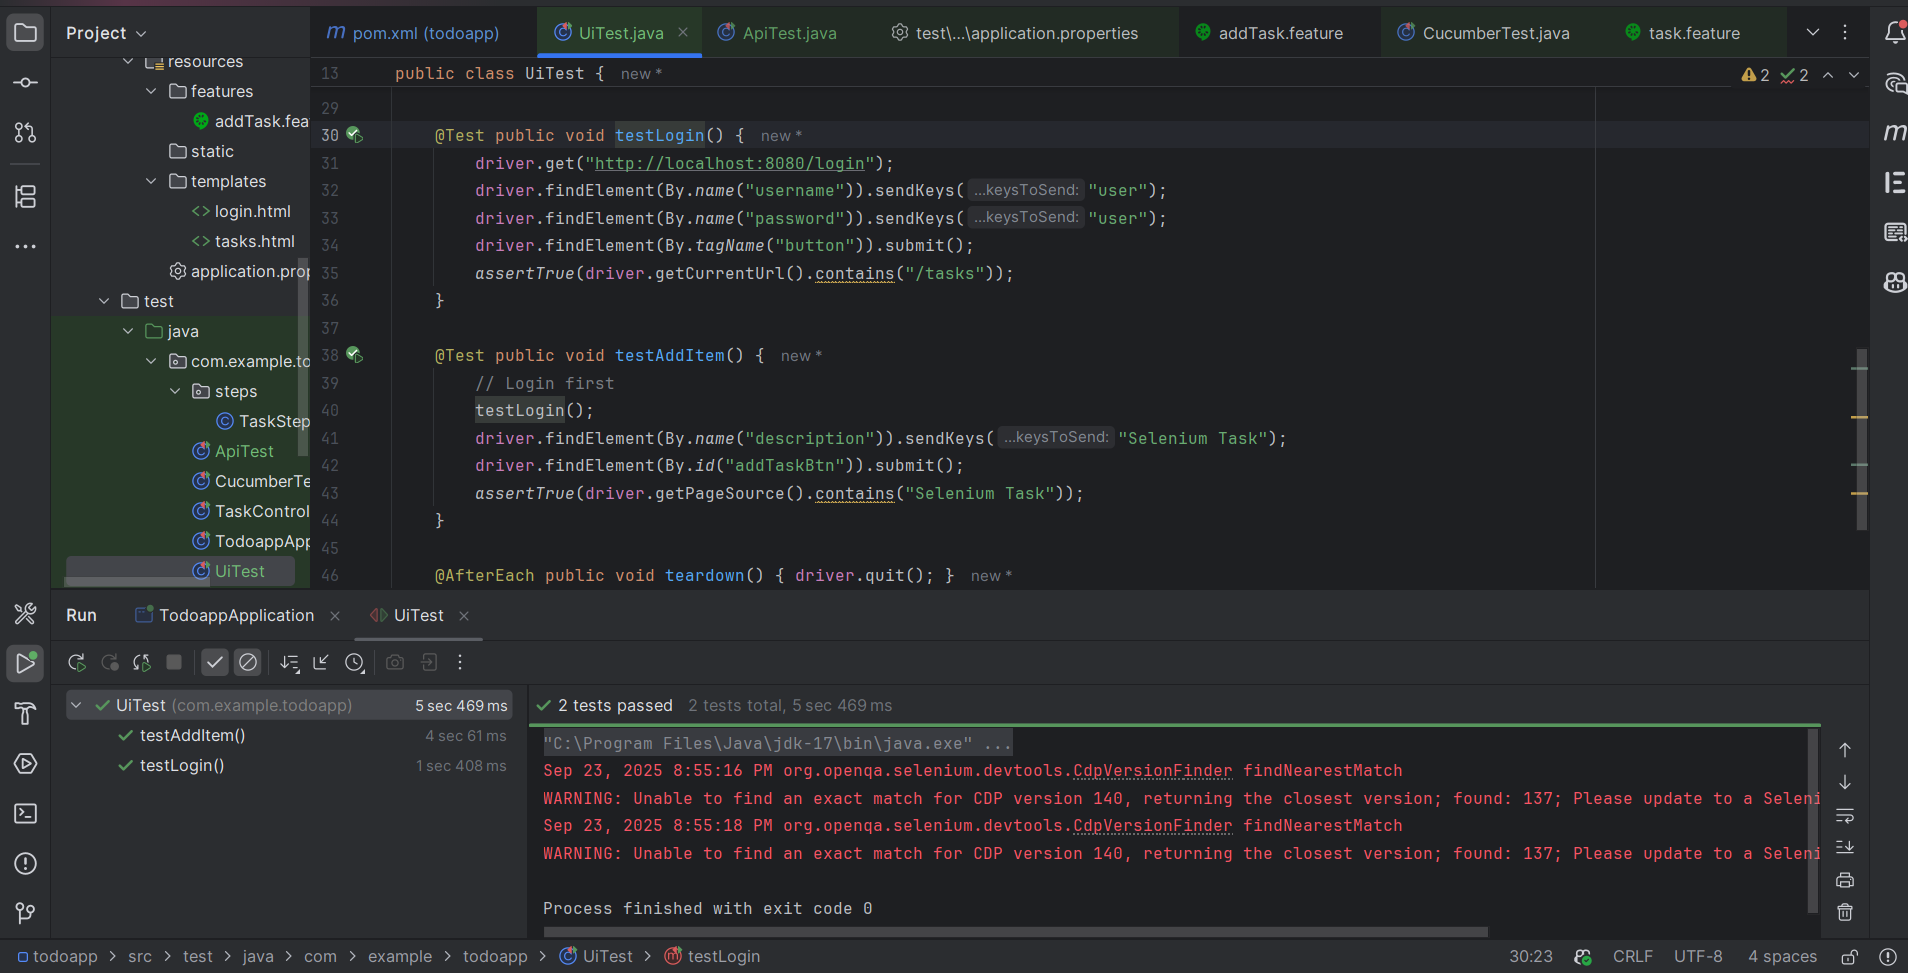 Project
pom.xml (todoapp)
UiTest.java
ApiTest.java
test\...\application.properties
addTask.feature
CucumberTest.java
task.feature
resources
features
addTask.fea
static
templates
login.html
tasks.html
application.prop
test
java
com.example.to
steps
TaskStep
ApiTest
CucumberTe
TaskControl
TodoappApp
UiTest
13 public class UiTest { new *
2 2
29
30 @Test public void testLogin() { new *
31 driver.get("http://localhost:8080/login");
32 driver.findElement(By.name("username")).sendKeys( ...keysToSend: "user");
33 driver.findElement(By.name("password")).sendKeys( ...keysToSend: "user");
34 driver.findElement(By.tagName("button")).submit();
35 assertTrue(driver.getCurrentUrl().contains("/tasks"));
36 }
37
38 @Test public void testAddItem() { new *
39 // Login first
40 testLogin();
41 driver.findElement(By.name("description")).sendKeys( ...keysToSend: "Selenium Task");
42 driver.findElement(By.id("addTaskBtn")).submit();
43 assertTrue(driver.getPageSource().contains("Selenium Task"));
44 }
45
46 @AfterEach public void teardown() { driver.quit(); } new *
Run
TodoappApplication
UiTest
UiTest (com.example.todoapp) 5 sec 469 ms
testAddItem() 4 sec 61 ms
testLogin() 1 sec 408 ms
2 tests passed 2 tests total, 5 sec 469 ms
"C:\Program Files\Java\jdk-17\bin\java.exe" ...
Sep 23, 2025 8:55:16 PM org.openqa.selenium.devtools.CdpVersionFinder findNearestMatch
WARNING: Unable to find an exact match for CDP version 140, returning the closest version; found: 137; Please update to a Seleni
Sep 23, 2025 8:55:18 PM org.openqa.selenium.devtools.CdpVersionFinder findNearestMatch
WARNING: Unable to find an exact match for CDP version 140, returning the closest version; found: 137; Please update to a Seleni
Process finished with exit code 0
todoapp > src > test > java > com > example > todoapp > UiTest > testLogin
30:23 CRLF UTF-8 4 spaces